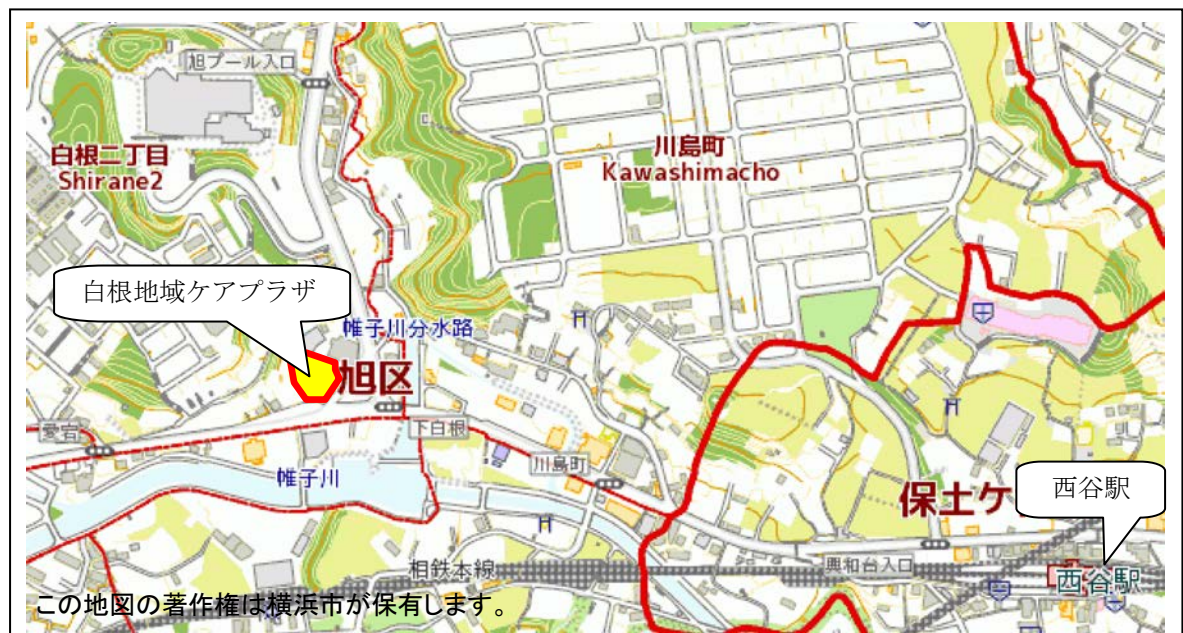 旭プール入口
白根二丁目
Shirane2
川島町
Kawashimacho
白根地域ケアプラザ
帷子川分水路
旭区
愛宕
下白根
川島町
帷子川
保土ケ
西谷駅
相鉄本線
興和台入口
西谷駅
この地図の著作権は横浜市が保有します。